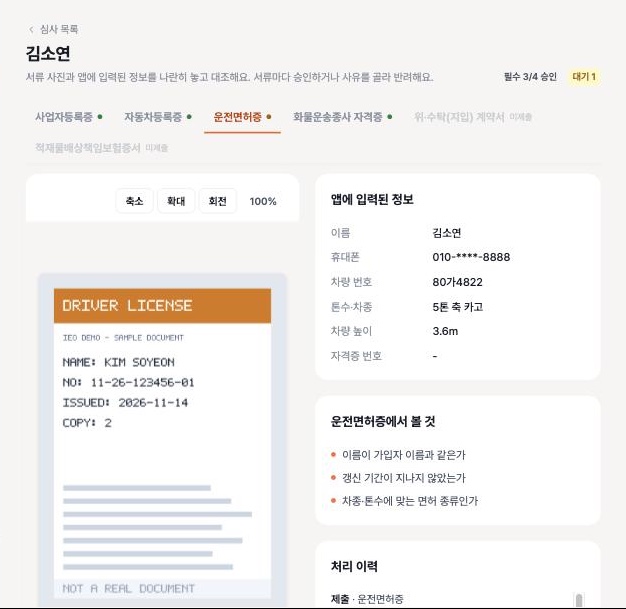 심사 목록
김소연
서류 사진과 앱에 입력된 정보를 나란히 놓고 대조해요. 서류마다 승인하거나 사유를 골라 반려해요.
필수 3/4 승인
대기 1
사업자등록증
자동차등록증
운전면허증
화물운송종사 자격증
위·수탁(지입) 계약서 미제출
적재물배상책임보험증서 미제출
축소
확대
회전
100%
DRIVER LICENSE
IEO DEMO - SAMPLE DOCUMENT
NAME: KIM SOYEON
NO: 11-26-123456-01
ISSUED: 2026-11-14
COPY: 2
NOT A REAL DOCUMENT
앱에 입력된 정보
이름 김소연
휴대폰 010-****-8888
차량 번호 80가4822
톤수·차종 5톤 축 카고
차량 높이 3.6m
자격증 번호 -
운전면허증에서 볼 것
이름이 가입자 이름과 같은가
갱신 기간이 지나지 않았는가
차종·톤수에 맞는 면허 종류인가
처리 이력
제출 · 운전면허증